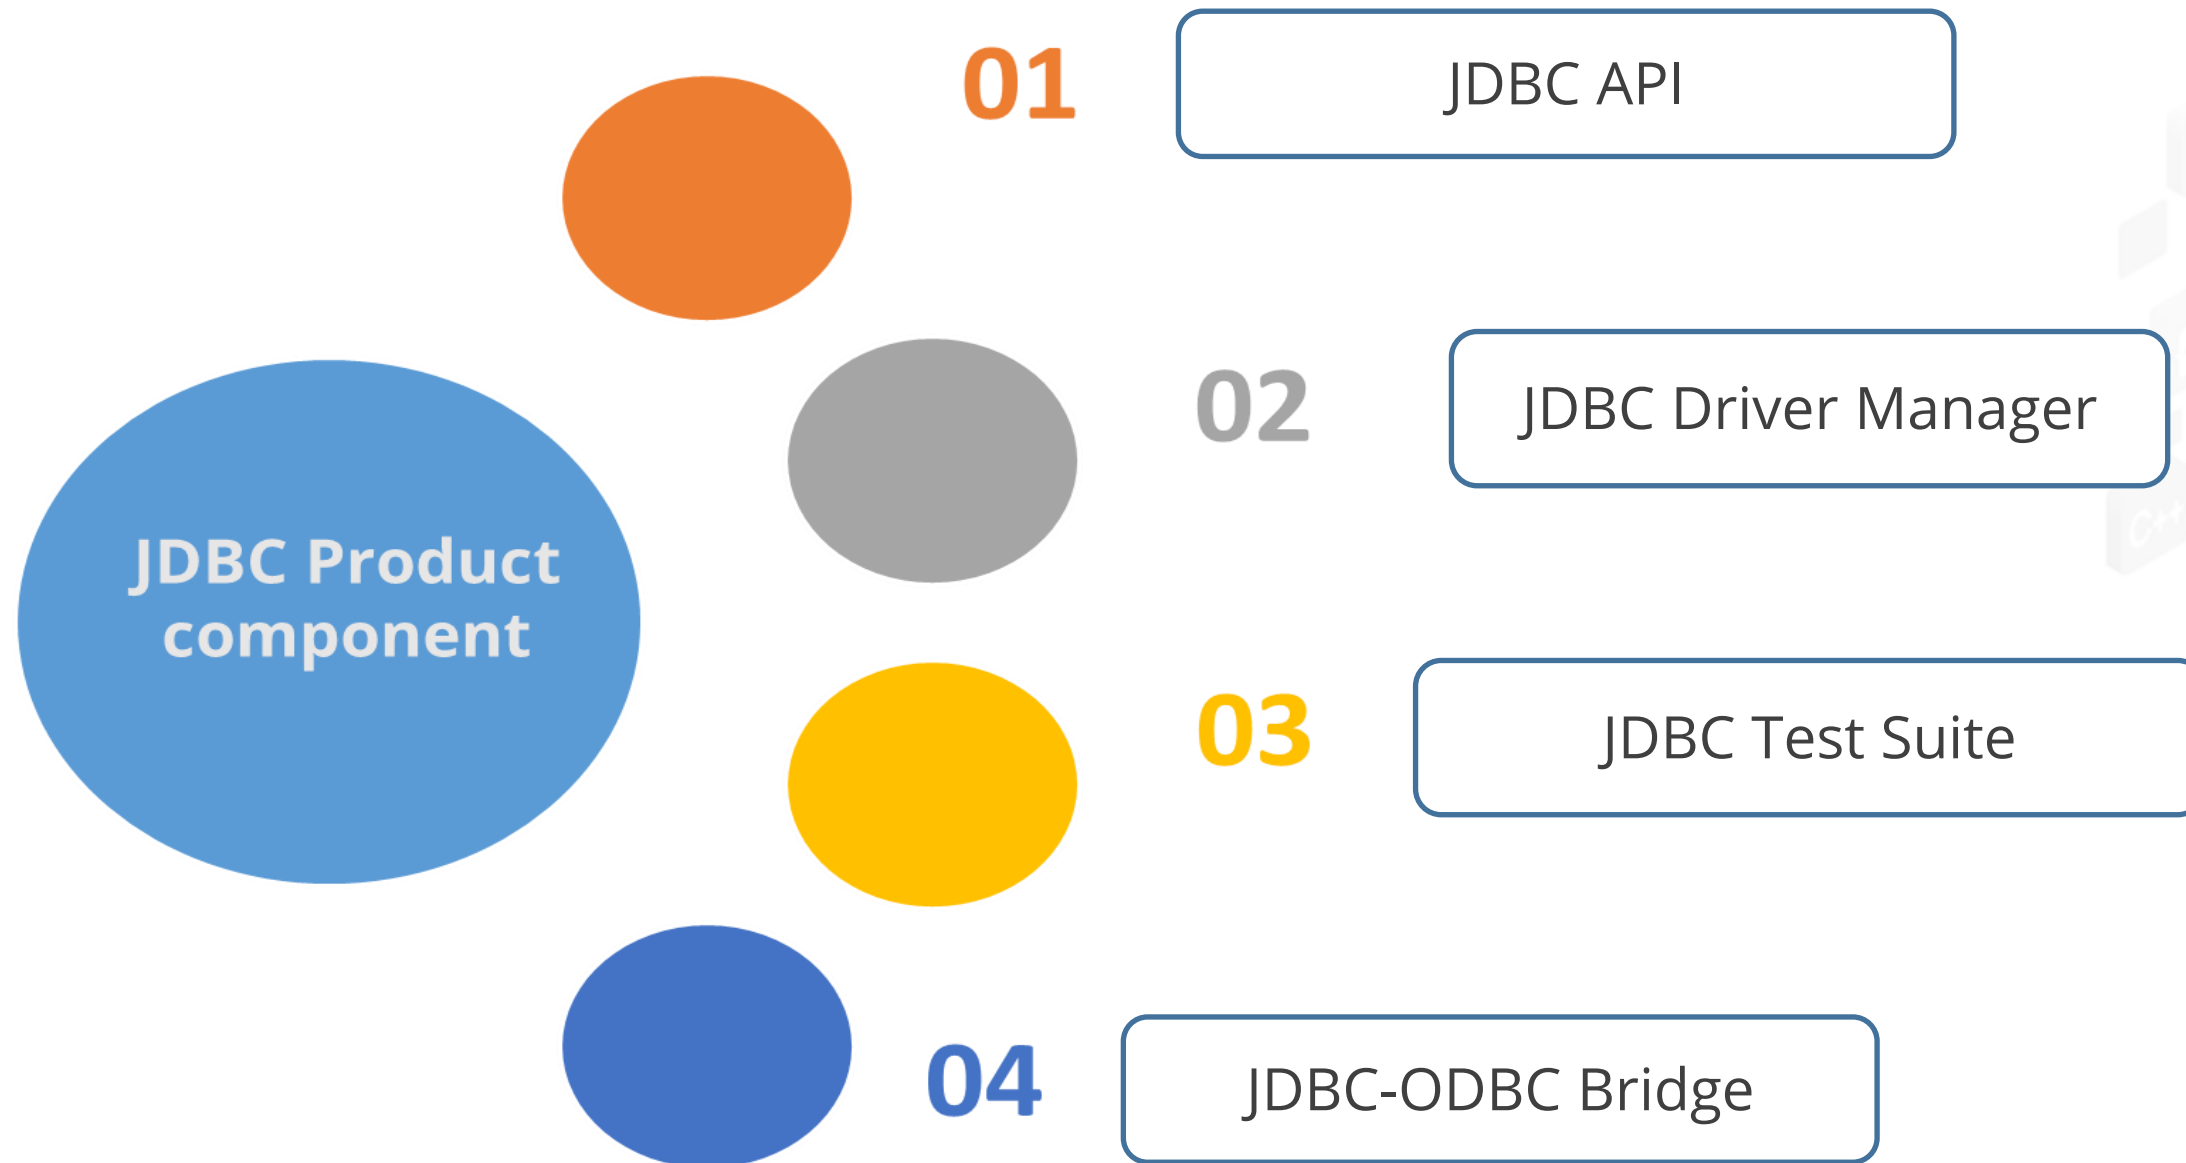 01
JDBC API
02
JDBC Driver Manager
JDBC Product
component
C++
03
JDBC Test Suite
04
JDBC-ODBC Bridge